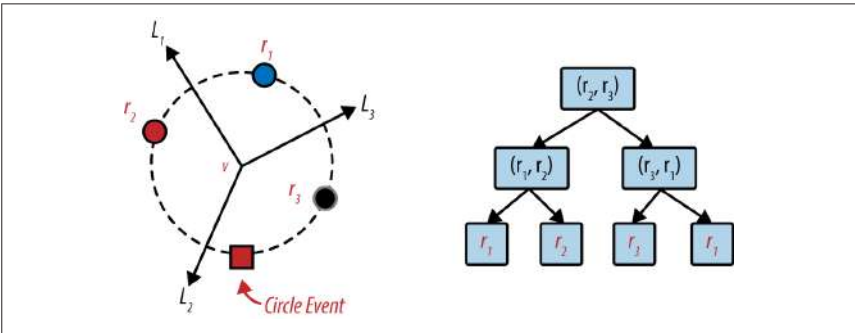 L₁
r₁
r₂
L₃
v
r₃
L₂
Circle Event
(r₂, r₃)
(r₁, r₂)
(r₃, r₁)
r₁
r₂
r₃
r₁